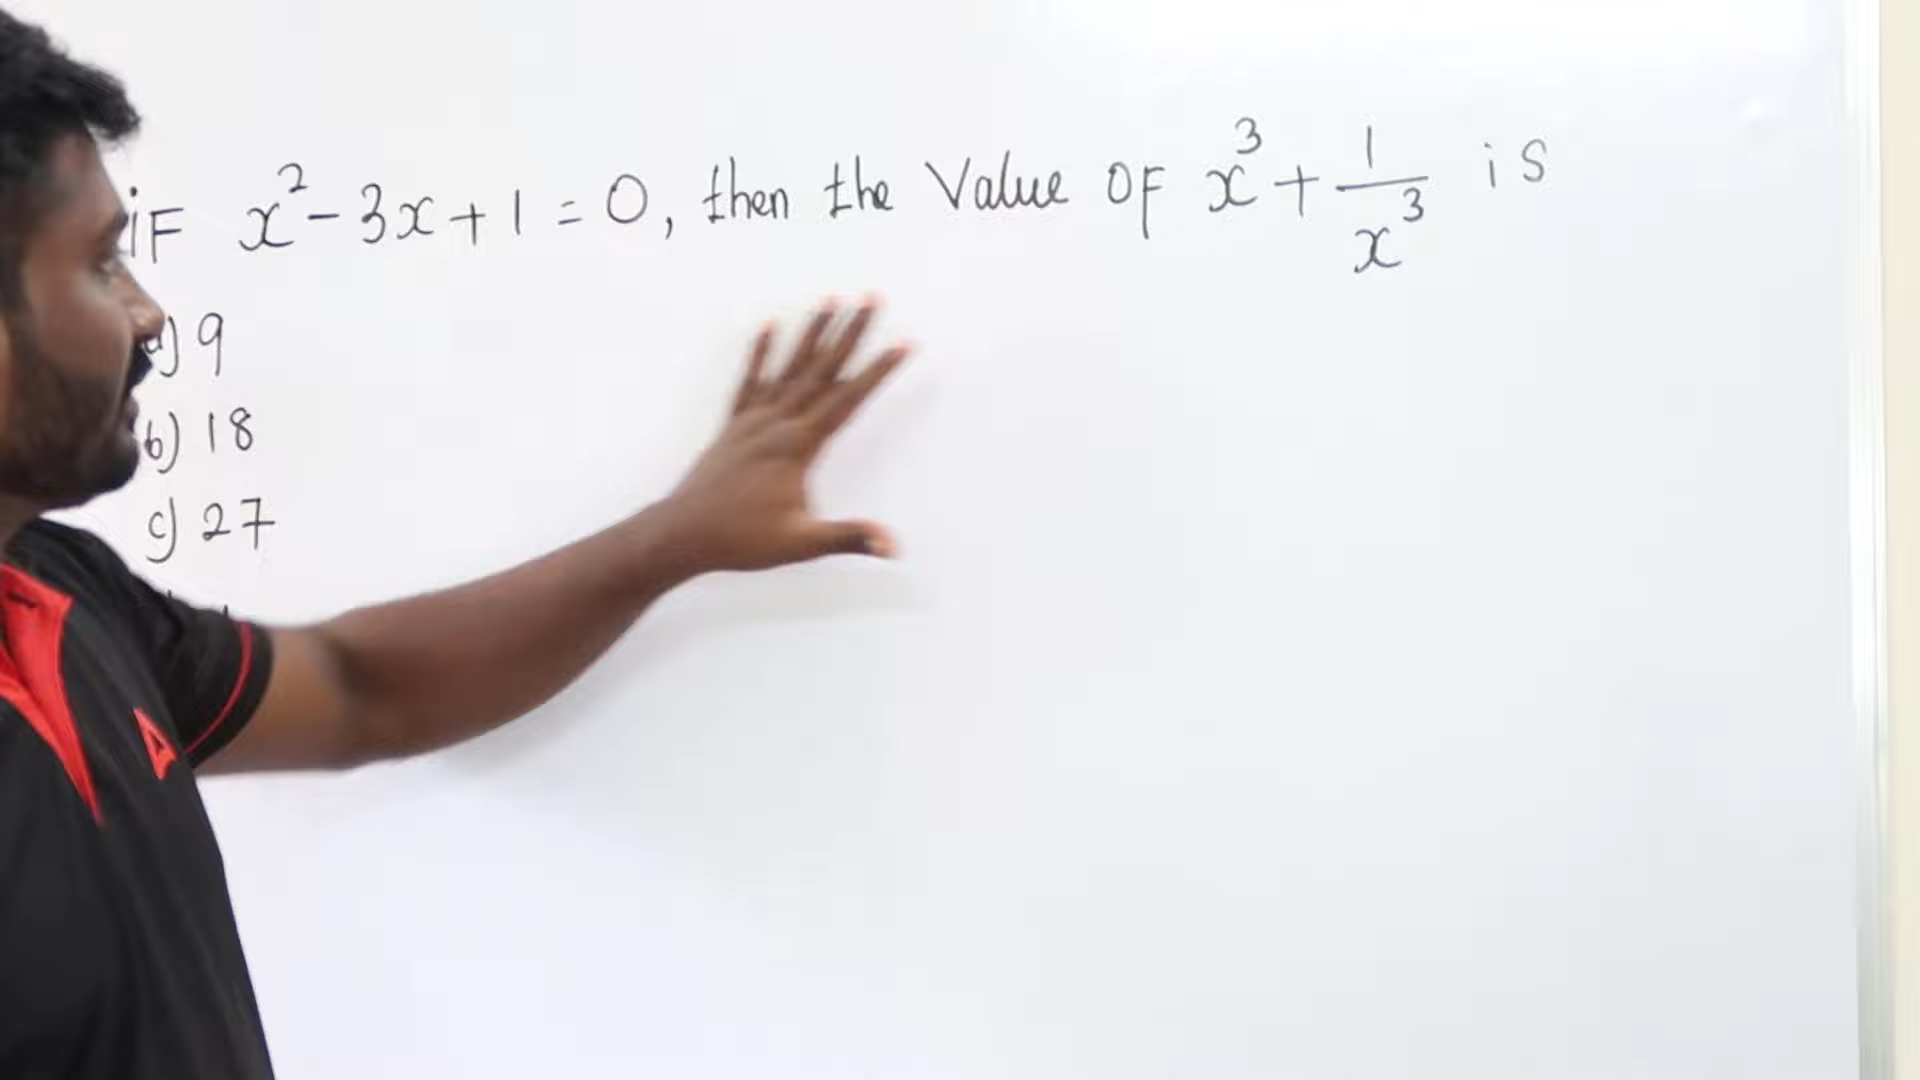 iF x² - 3x + 1 = 0, then the Value OF x³ + 1/x³ is
a) 9
b) 18
c) 27